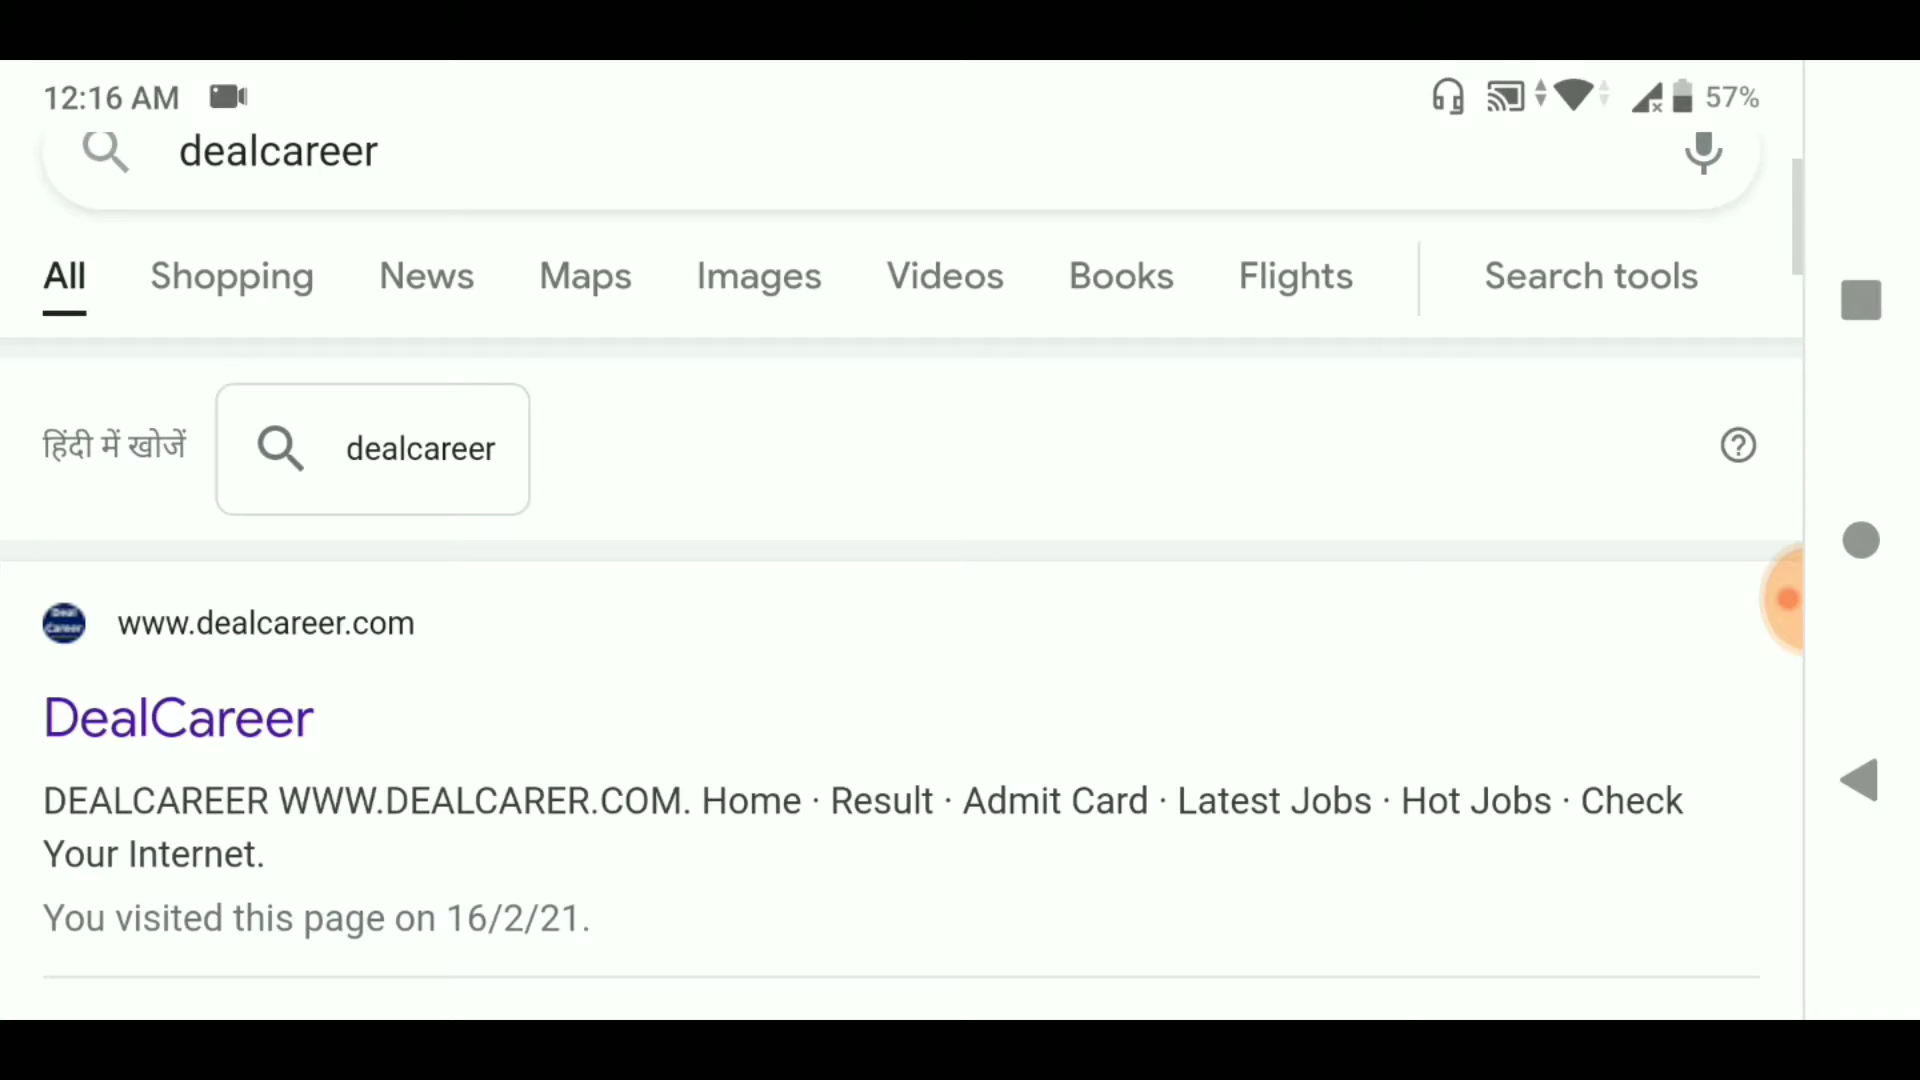 12:16 AM 57%
dealcareer
All Shopping News Maps Images Videos Books Flights Search tools
हिंदी में खोजें dealcareer
Deal
Career
www.dealcareer.com
DealCareer
DEALCAREER WWW.DEALCARER.COM. Home · Result · Admit Card · Latest Jobs · Hot Jobs · Check
Your Internet.
You visited this page on 16/2/21.